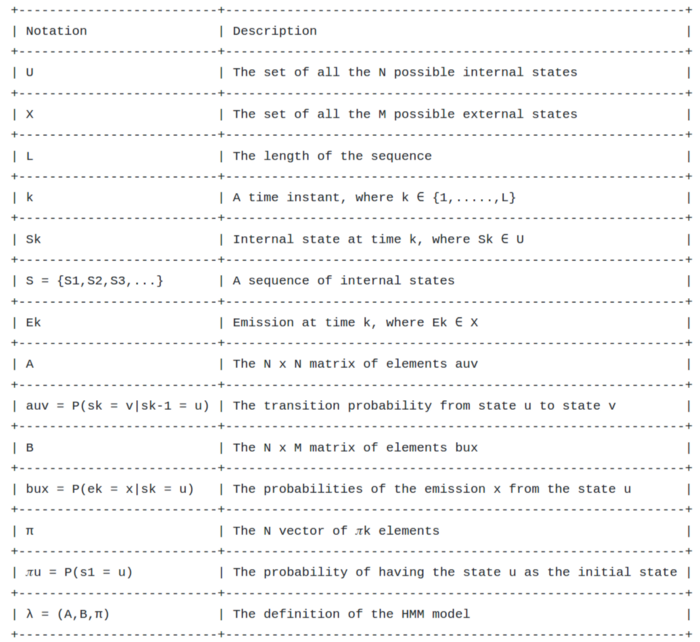 +--------------------------+------------------------------------------------------------+
| Notation                 | Description                                                |
+--------------------------+------------------------------------------------------------+
| U                        | The set of all the N possible internal states              |
+--------------------------+------------------------------------------------------------+
| X                        | The set of all the M possible external states              |
+--------------------------+------------------------------------------------------------+
| L                        | The length of the sequence                                 |
+--------------------------+------------------------------------------------------------+
| k                        | A time instant, where k ∈ {1,.....,L}                      |
+--------------------------+------------------------------------------------------------+
| Sk                       | Internal state at time k, where Sk ∈ U                     |
+--------------------------+------------------------------------------------------------+
| S = {S1,S2,S3,...}       | A sequence of internal states                              |
+--------------------------+------------------------------------------------------------+
| Ek                       | Emission at time k, where Ek ∈ X                           |
+--------------------------+------------------------------------------------------------+
| A                        | The N x N matrix of elements auv                           |
+--------------------------+------------------------------------------------------------+
| auv = P(sk = v|sk-1 = u) | The transition probability from state u to state v         |
+--------------------------+------------------------------------------------------------+
| B                        | The N x M matrix of elements bux                           |
+--------------------------+------------------------------------------------------------+
| bux = P(ek = x|sk = u)   | The probabilities of the emission x from the state u       |
+--------------------------+------------------------------------------------------------+
| π                        | The N vector of 𝜋k elements                                |
+--------------------------+------------------------------------------------------------+
| 𝜋u = P(s1 = u)           | The probability of having the state u as the initial state |
+--------------------------+------------------------------------------------------------+
| λ = (A,B,π)              | The definition of the HMM model                            |
+--------------------------+------------------------------------------------------------+